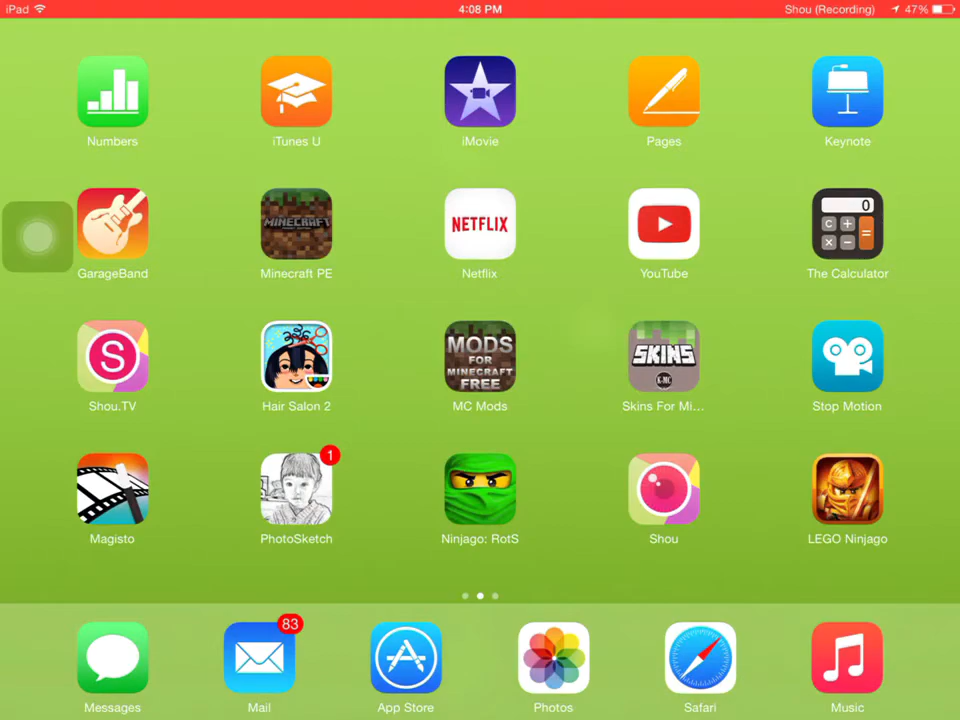 iPad 4:08 PM Shou (Recording) 47%
Numbers iTunes U iMovie Pages Keynote
MINECRAFT NETFLIX 0
C + = × −
GarageBand Minecraft PE Netflix YouTube The Calculator
S MODS FOR MINECRAFT FREE SKINS K-MC
Shou.TV Hair Salon 2 MC Mods Skins For Mi... Stop Motion
1
Magisto PhotoSketch Ninjago: RotS Shou LEGO Ninjago
83
Messages Mail App Store Photos Safari Music